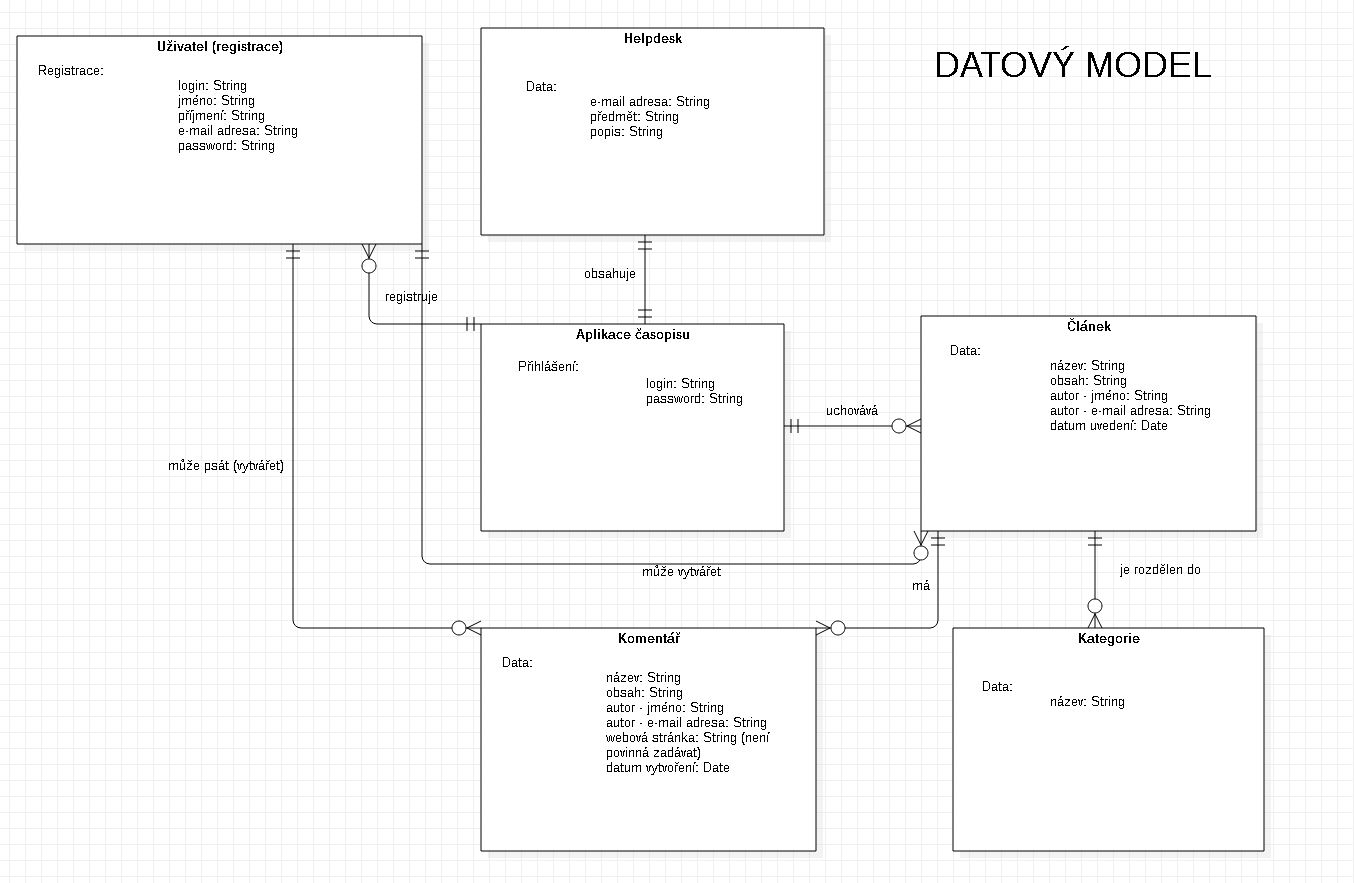 DATOVÝ MODEL
Uživatel (registrace)
Registrace:
login: String
jméno: String
příjmení: String
e-mail adresa: String
password: String
Helpdesk
Data:
e-mail adresa: String
předmět: String
popis: String
registruje
obsahuje
Aplikace časopisu
Přihlášení:
login: String
password: String
uchovává
Článek
Data:
název: String
obsah: String
autor - jméno: String
autor - e-mail adresa: String
datum uvedení: Date
může psát (vytvářet)
může vytvářet
má
je rozdělen do
Komentář
Data:
název: String
obsah: String
autor - jméno: String
autor - e-mail adresa: String
webová stránka: String (není
povinná zadávat)
datum vytvoření: Date
Kategorie
Data:
název: String